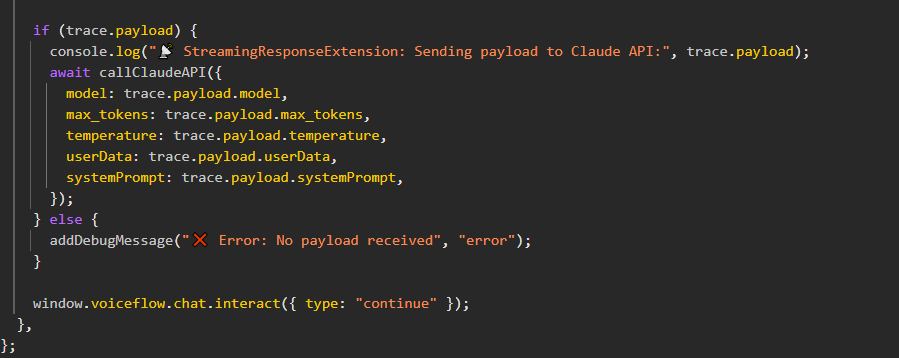 if (trace.payload) {
console.log("📡 StreamingResponseExtension: Sending payload to Claude API:", trace.payload);
await callClaudeAPI({
model: trace.payload.model,
max_tokens: trace.payload.max_tokens,
temperature: trace.payload.temperature,
userData: trace.payload.userData,
systemPrompt: trace.payload.systemPrompt,
});
} else {
addDebugMessage("❌ Error: No payload received", "error");
}
window.voiceflow.chat.interact({ type: "continue" });
},
};